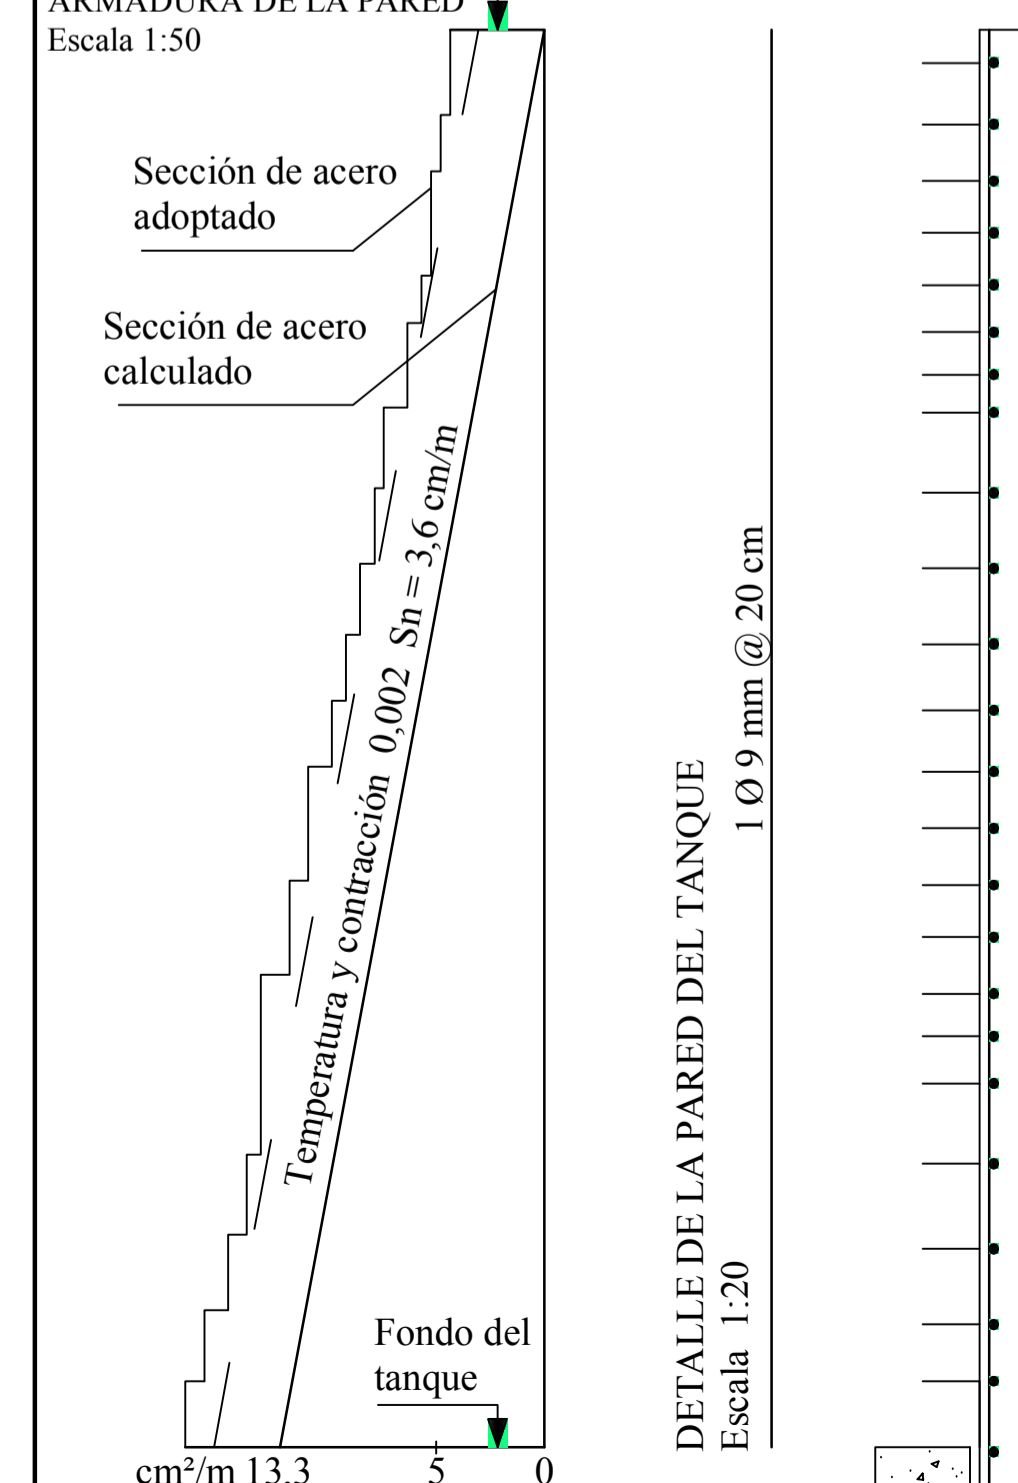 ARMADURA DE LA PARED
Escala 1:50
Sección de acero
adoptado
Sección de acero
calculado
Temperatura y contracción 0,002 Sn = 3,6 cm/m
Fondo del
tanque
cm²/m 13,3 5 0
DETALLE DE LA PARED DEL TANQUE
Escala 1:20
1 Ø 9 mm @ 20 cm